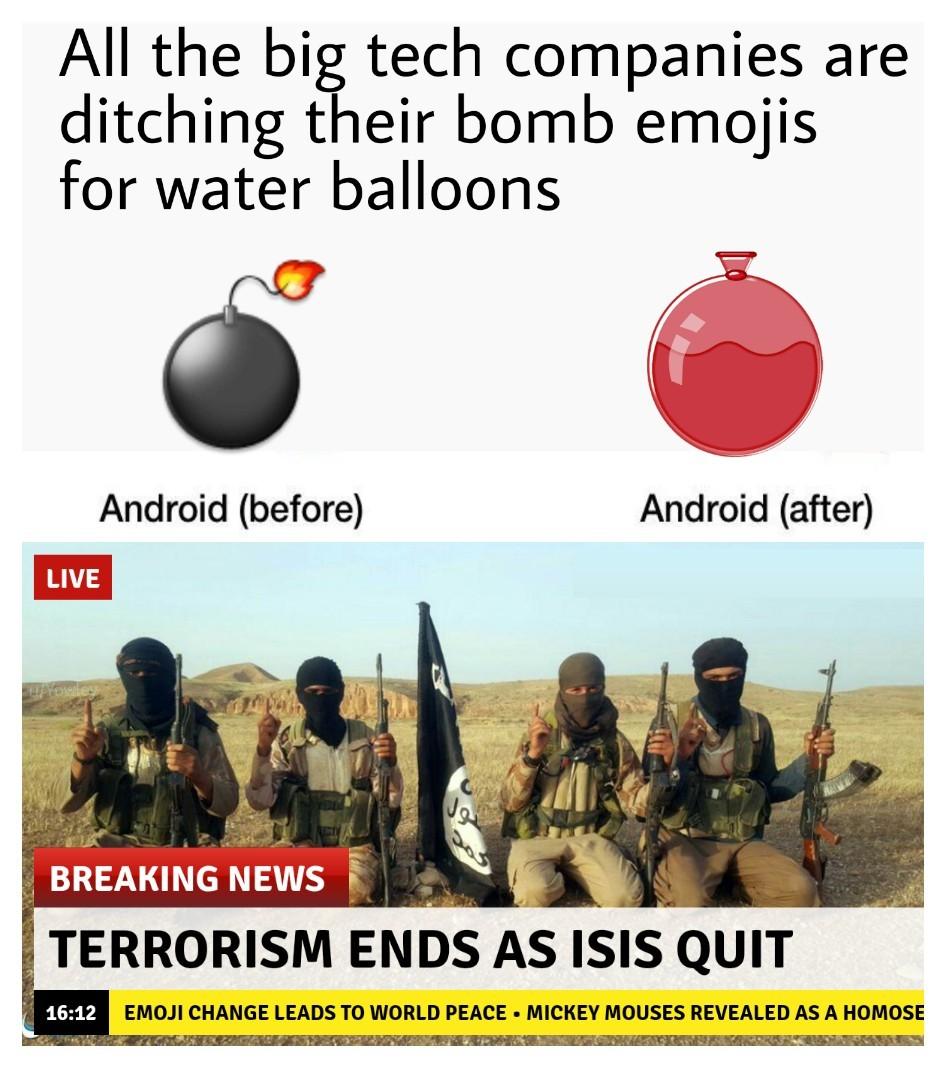 All the big tech companies are
ditching their bomb emojis
for water balloons
Android (before)
Android (after)
LIVE
u/Yowley
رسول
BREAKING NEWS
TERRORISM ENDS AS ISIS QUIT
16:12
EMOJI CHANGE LEADS TO WORLD PEACE • MICKEY MOUSES REVEALED AS A HOMOSE